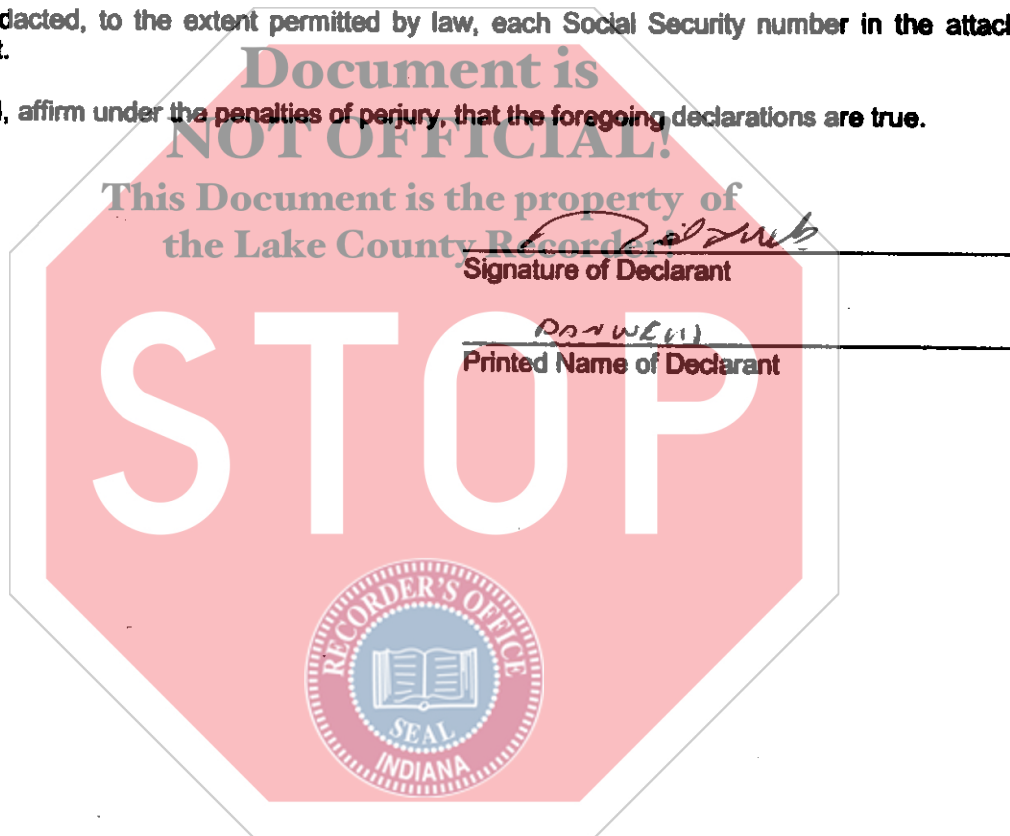 dacted, to the extent permitted by law, each Social Security number in the attac
t.
Document is
, affirm under the penalties of perjury, that the foregoing declarations are true.
NOT OFFICIAL!
This Document is the property of
the Lake County Recorder!
Signature of Declarant
Printed Name of Declarant
STOP
RECORDER'S OFFICE
SEAL
INDIANA